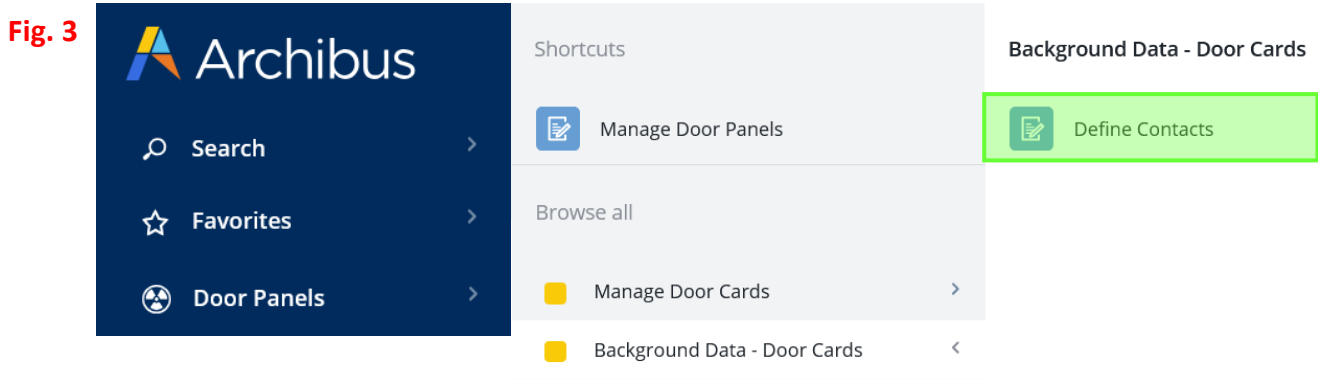 Fig. 3
Archibus
Search
Favorites
Door Panels
Shortcuts
Manage Door Panels
Browse all
Manage Door Cards
Background Data - Door Cards
Background Data - Door Cards
Define Contacts